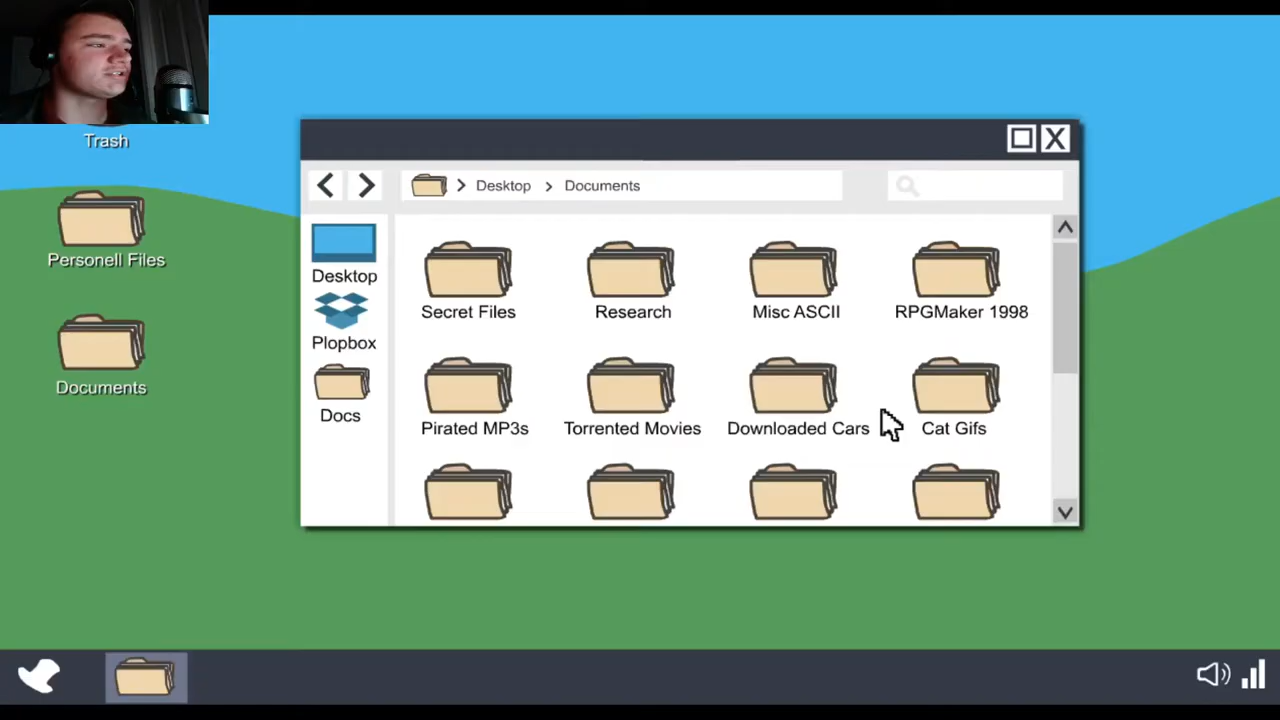 Trash
Personell Files
Documents
Desktop
Documents
Desktop
Plopbox
Docs
Secret Files
Research
Misc ASCII
RPGMaker 1998
Pirated MP3s
Torrented Movies
Downloaded Cars
Cat Gifs